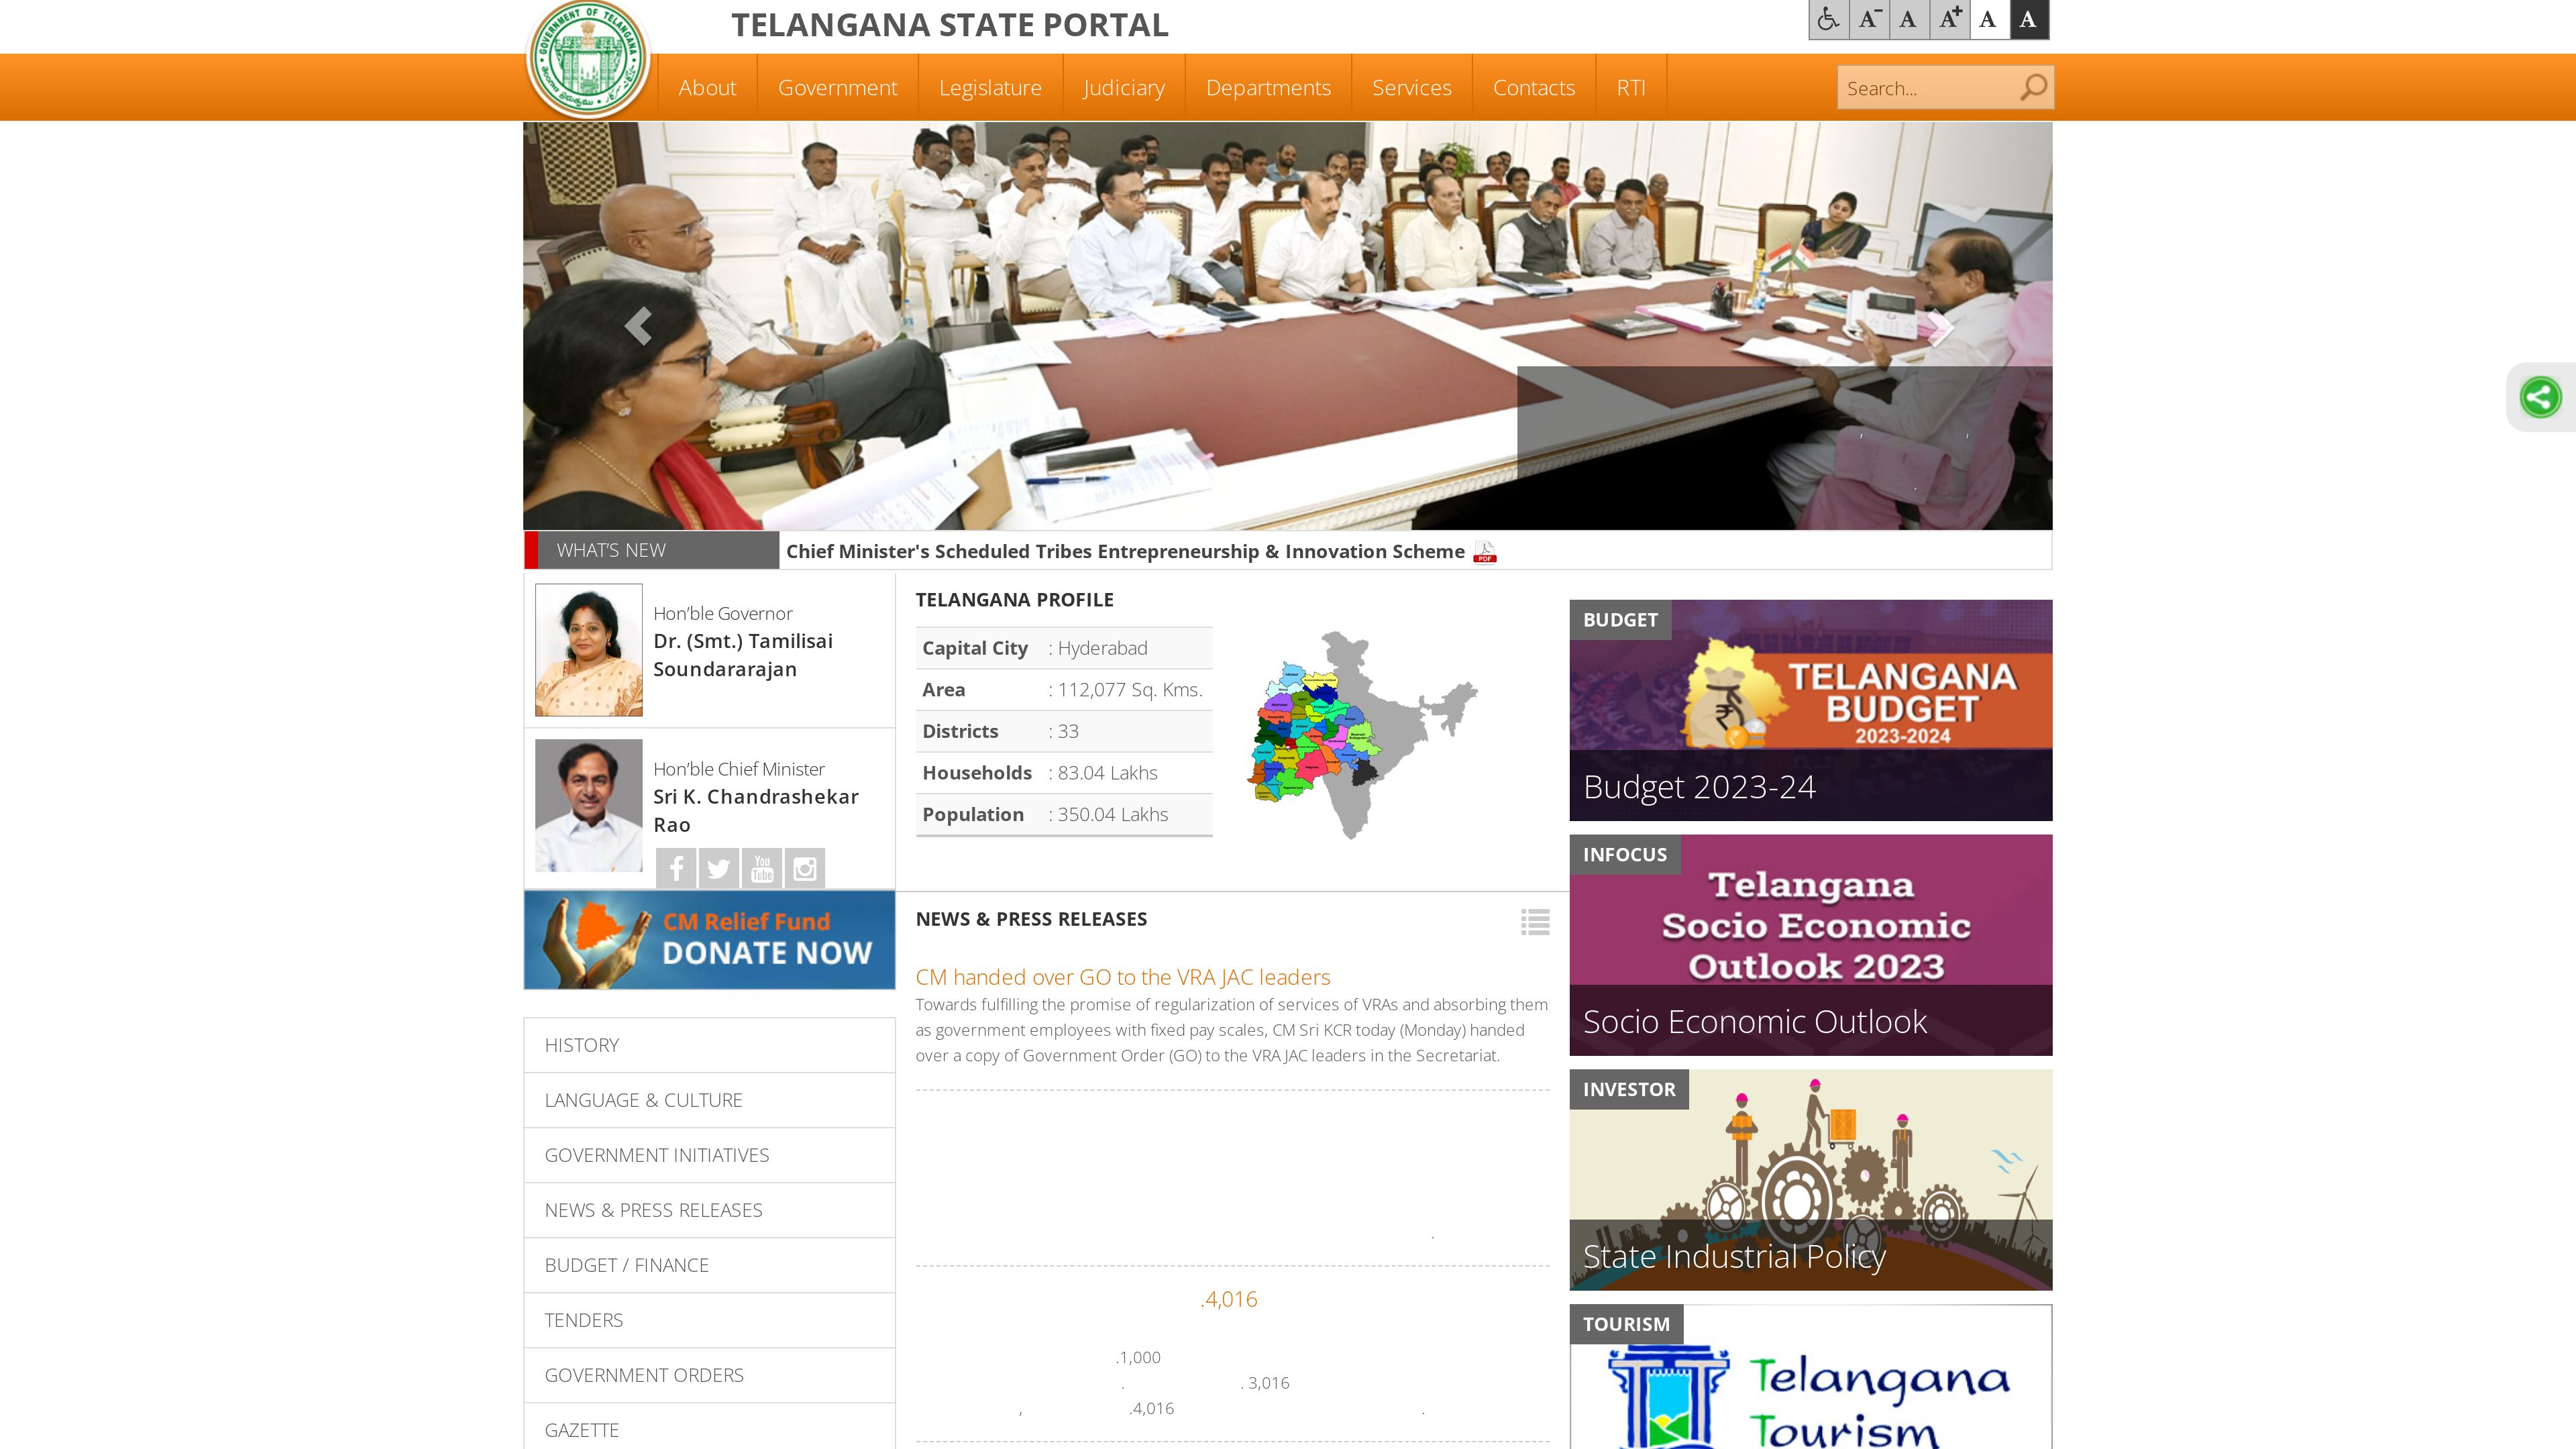 TELANGANA STATE PORTAL
A- A A+ A A
About Government Legislature Judiciary Departments Services Contacts RTI
Search...
WHAT'S NEW
Chief Minister's Scheduled Tribes Entrepreneurship & Innovation Scheme
Hon'ble Governor
Dr. (Smt.) Tamilisai
Soundararajan
Hon'ble Chief Minister
Sri K. Chandrashekar
Rao
You
Tube
CM Relief Fund
DONATE NOW
HISTORY
LANGUAGE & CULTURE
GOVERNMENT INITIATIVES
NEWS & PRESS RELEASES
BUDGET / FINANCE
TENDERS
GOVERNMENT ORDERS
GAZETTE
TELANGANA PROFILE
Capital City : Hyderabad
Area : 112,077 Sq. Kms.
Districts : 33
Households : 83.04 Lakhs
Population : 350.04 Lakhs
NEWS & PRESS RELEASES
CM handed over GO to the VRA JAC leaders
Towards fulfilling the promise of regularization of services of VRAs and absorbing them
as government employees with fixed pay scales, CM Sri KCR today (Monday) handed
over a copy of Government Order (GO) to the VRA JAC leaders in the Secretariat.
.
.4,016
.1,000
. . 3,016
, .4,016 .
BUDGET
TELANGANA
BUDGET
2023-2024
Budget 2023-24
INFOCUS
Telangana
Socio Economic
Outlook 2023
Socio Economic Outlook
INVESTOR
State Industrial Policy
TOURISM
Telangana
Tourism